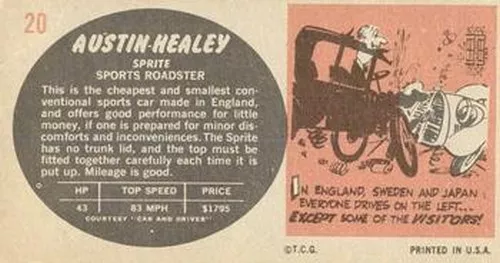 20
AUSTIN-HEALEY
SPRITE
SPORTS ROADSTER
This is the cheapest and smallest con-
ventional sports car made in England,
and offers good performance for little
money, if one is prepared for minor dis-
comforts and inconveniences. The Sprite
has no trunk lid, and the top must be
fitted together carefully each time it is
put up. Mileage is good.
HP TOP SPEED PRICE
43 83 MPH $1795
COURTESY "CAR AND DRIVER"
IN ENGLAND, SWEDEN AND JAPAN
EVERYONE DRIVES ON THE LEFT...
EXCEPT SOME OF THE VISITORS!
©T.C.G. PRINTED IN U.S.A.